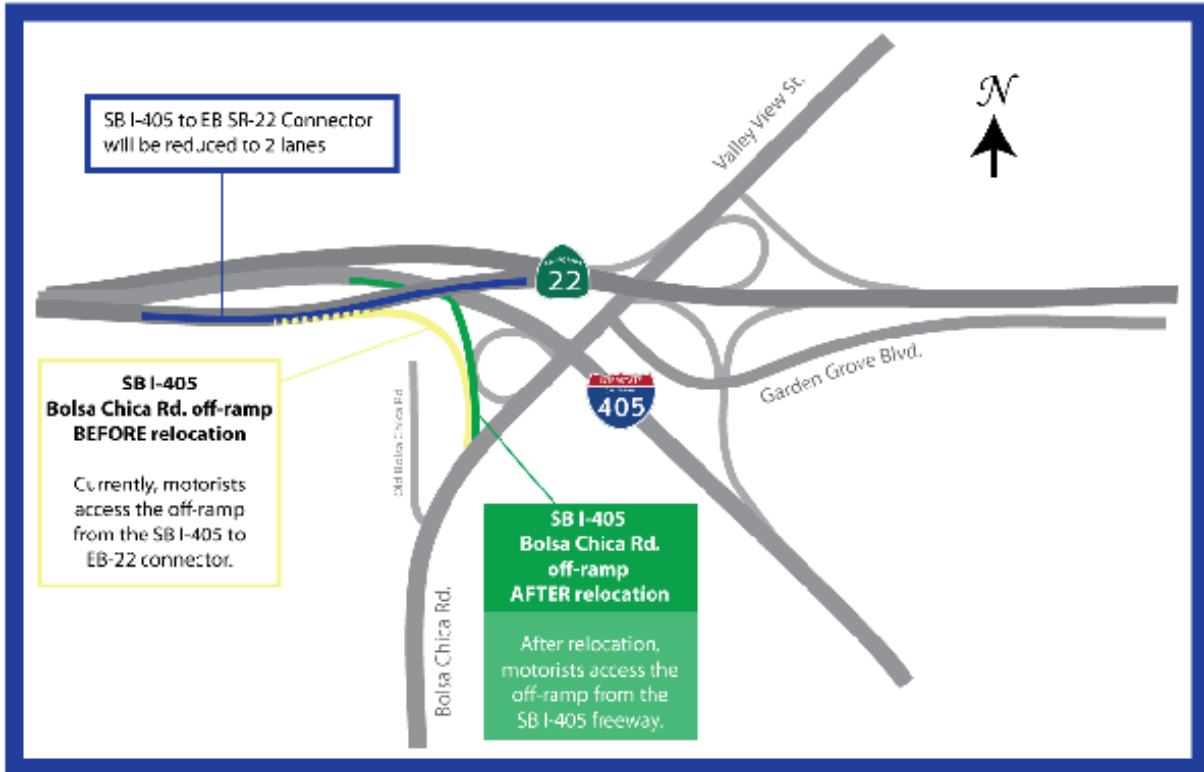 SB I-405 to EB SR-22 Connector
will be reduced to 2 lanes
N
Valley View St.
22
SB I-405
Bolsa Chica Rd. off-ramp
BEFORE relocation
Currently, motorists
access the off-ramp
from the SB I-405 to
EB-22 connector.
Old Bolsa Chica Rd
405
Garden Grove Blvd.
Bolsa Chica Rd.
SB I-405
Bolsa Chica Rd.
off-ramp
AFTER relocation
After relocation,
motorists access the
off-ramp from the
SB I-405 freeway.